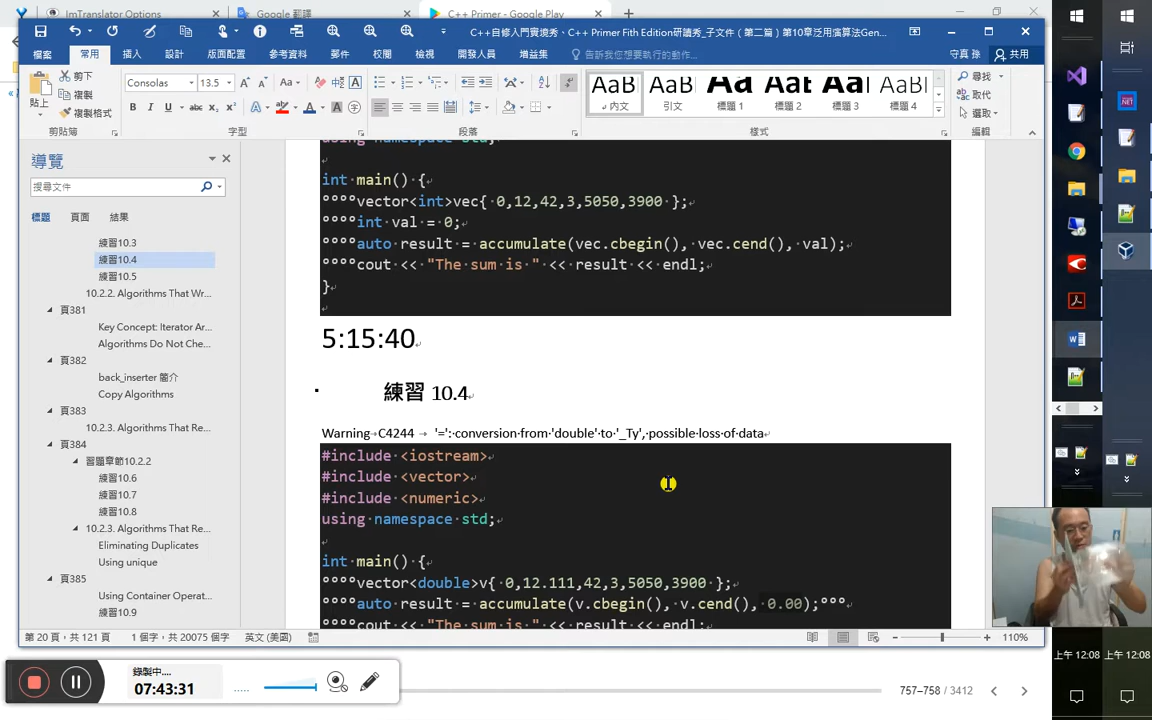 ImTranslator Options
Google 翻譯
C++ Primer - Google Play
C++自修入門實境秀、C++ Primer Fith Edition研讀秀_子文件（第二篇）第10章泛用演算法Gen...
檔案 常用 插入 設計 版面配置 參考資料 郵件 校閱 檢視 開發人員 增益集 告訴我您想要執行的動作... 守真 孫 共用
貼上 剪下 複製 複製格式
剪貼簿
Consolas 13.5
字型
段落
AaB AaB AaB Aat Aal AaBl
內文 引文 標題 1 標題 2 標題 3 標題 4
樣式
尋找 取代 選取
編輯
導覽
搜尋文件
標題 頁面 結果
練習10.3
練習10.4
練習10.5
10.2.2. Algorithms That Wr...
頁381
Key Concept: Iterator Ar...
Algorithms Do Not Che...
頁382
back_inserter 簡介
Copy Algorithms
頁383
10.2.3. Algorithms That Re...
頁384
習題章節10.2.2
練習10.6
練習10.7
練習10.8
10.2.3. Algorithms That Re...
Eliminating Duplicates
Using unique
頁385
Using Container Operat...
練習10.9
using namespace std;
int main() {
vector<int>vec{ 0,12,42,3,5050,3900 };
int val = 0;
auto result = accumulate(vec.cbegin(), vec.cend(), val);
cout << "The sum is " << result << endl;
}
5:15:40
練習 10.4
Warning C4244 '=': conversion from 'double' to '_Ty', possible loss of data
#include <iostream>
#include <vector>
#include <numeric>
using namespace std;
int main() {
vector<double>v{ 0,12.111,42,3,5050,3900 };
auto result = accumulate(v.cbegin(), v.cend(), 0.00);
cout << "The sum is " << result << endl;
第 20 頁，共 121 頁 1 個字，共 20075 個字 英文 (美國) 110%
錄製中...
07:43:31
757–758 / 3412
上午 12:08 上午 12:08